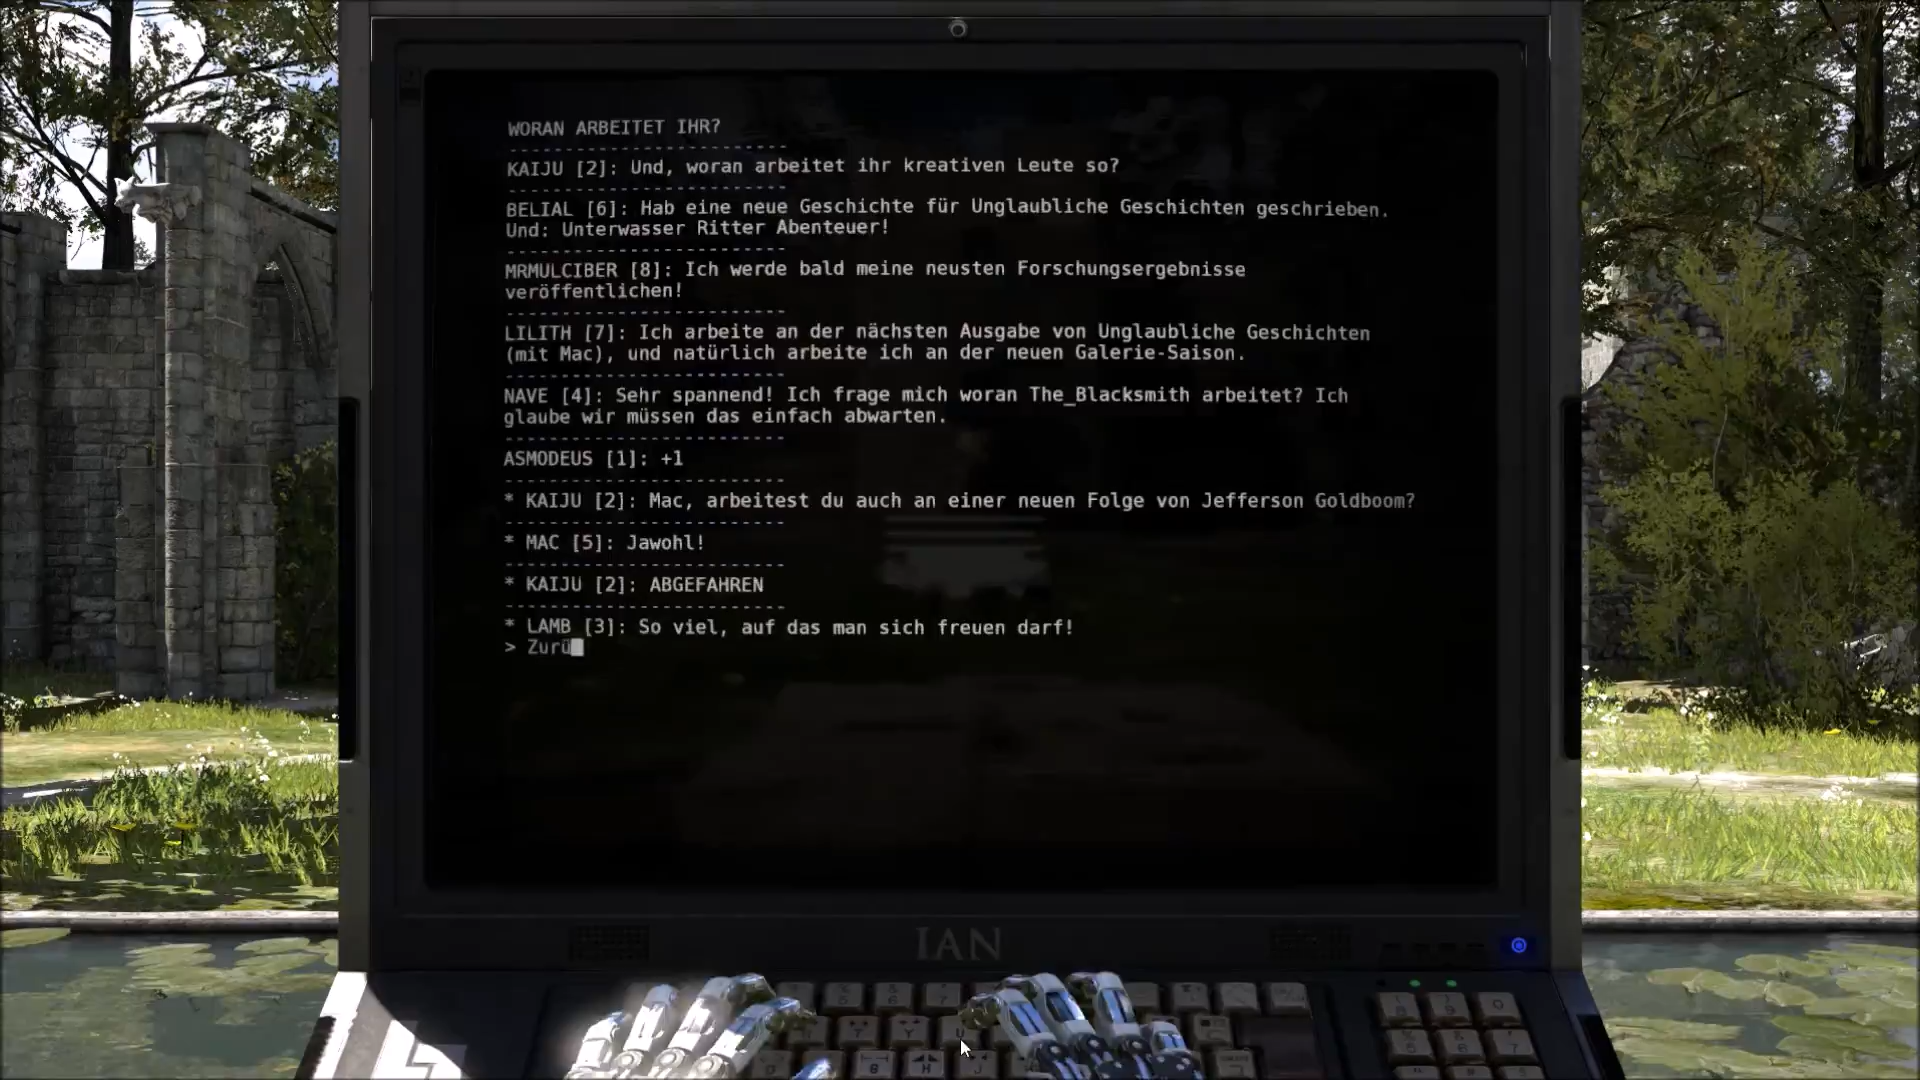 WORAN ARBEITET IHR?
-------------------------
KAIJU [2]: Und, woran arbeitet ihr kreativen Leute so?
-------------------------
BELIAL [6]: Hab eine neue Geschichte für Unglaubliche Geschichten geschrieben.
Und: Unterwasser Ritter Abenteuer!
-------------------------
MRMULCIBER [8]: Ich werde bald meine neusten Forschungsergebnisse
veröffentlichen!
-------------------------
LILITH [7]: Ich arbeite an der nächsten Ausgabe von Unglaubliche Geschichten
(mit Mac), und natürlich arbeite ich an der neuen Galerie-Saison.
-------------------------
NAVE [4]: Sehr spannend! Ich frage mich woran The_Blacksmith arbeitet? Ich
glaube wir müssen das einfach abwarten.
-------------------------
ASMODEUS [1]: +1
-------------------------
* KAIJU [2]: Mac, arbeitest du auch an einer neuen Folge von Jefferson Goldboom?
-------------------------
* MAC [5]: Jawohl!
-------------------------
* KAIJU [2]: ABGEFAHREN
-------------------------
* LAMB [3]: So viel, auf das man sich freuen darf!
> Zurü
IAN